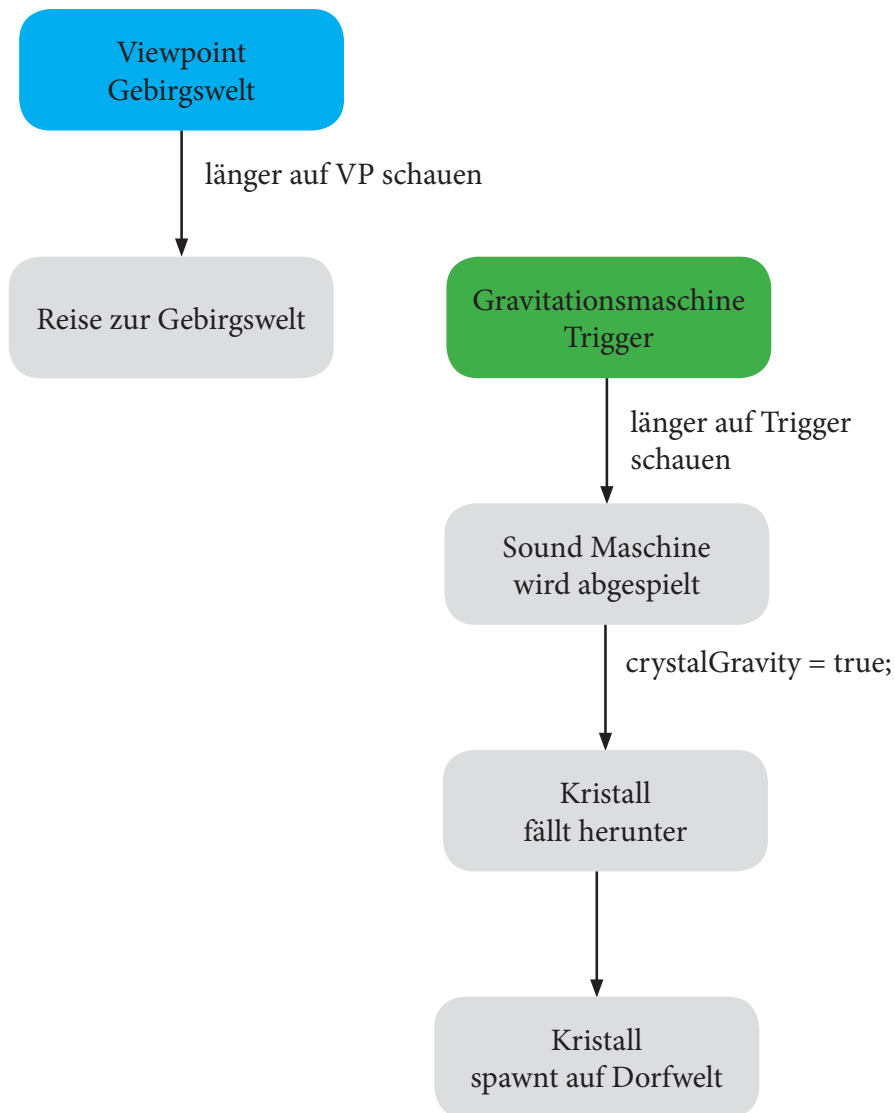 Viewpoint
Gebirgswelt
länger auf VP schauen
Reise zur Gebirgswelt
Gravitationsmaschine
Trigger
länger auf Trigger
schauen
Sound Maschine
wird abgespielt
crystalGravity = true;
Kristall
fällt herunter
Kristall
spawnt auf Dorfwelt